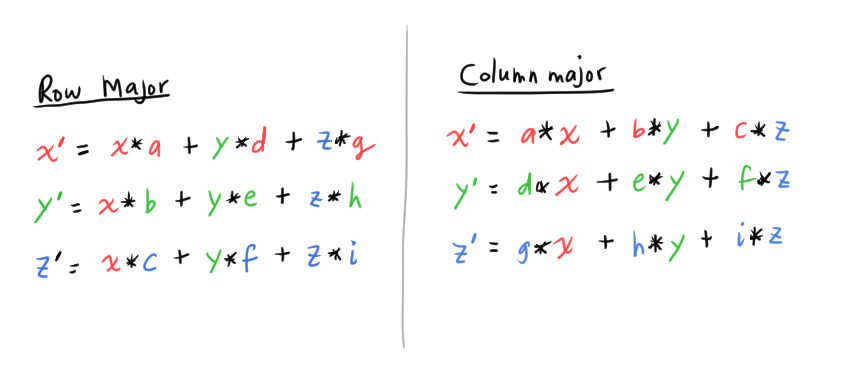 Row Major
x' = x*a + y*d + z*g
y' = x*b + y*e + z*h
z' = x*c + y*f + z*i
Column major
x' = a*x + b*y + c*z
y' = d*x + e*y + f*z
z' = g*x + h*y + i*z